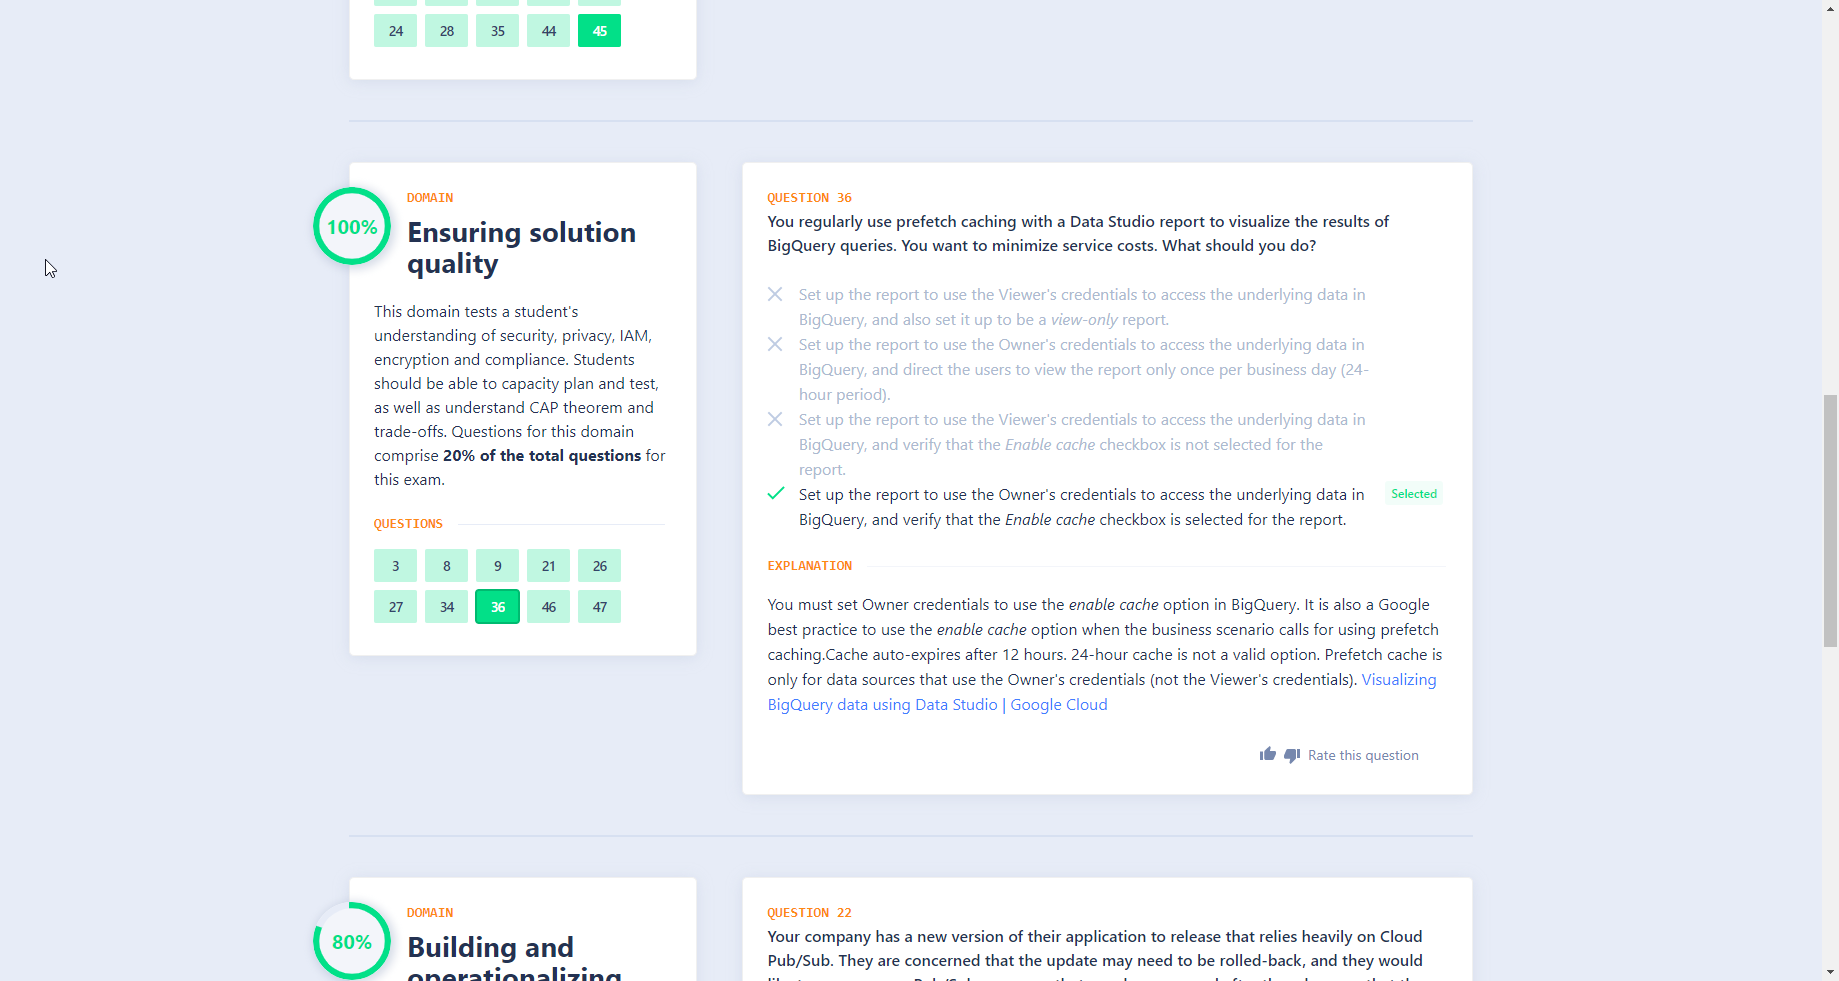 24 28 35 44 45
DOMAIN
100%
Ensuring solution
quality
This domain tests a student's
understanding of security, privacy, IAM,
encryption and compliance. Students
should be able to capacity plan and test,
as well as understand CAP theorem and
trade-offs. Questions for this domain
comprise 20% of the total questions for
this exam.
QUESTIONS
3 8 9 21 26
27 34 36 46 47
QUESTION 36
You regularly use prefetch caching with a Data Studio report to visualize the results of
BigQuery queries. You want to minimize service costs. What should you do?
Set up the report to use the Viewer's credentials to access the underlying data in
BigQuery, and also set it up to be a view-only report.
Set up the report to use the Owner's credentials to access the underlying data in
BigQuery, and direct the users to view the report only once per business day (24-
hour period).
Set up the report to use the Viewer's credentials to access the underlying data in
BigQuery, and verify that the Enable cache checkbox is not selected for the
report.
Set up the report to use the Owner's credentials to access the underlying data in
Selected
BigQuery, and verify that the Enable cache checkbox is selected for the report.
EXPLANATION
You must set Owner credentials to use the enable cache option in BigQuery. It is also a Google
best practice to use the enable cache option when the business scenario calls for using prefetch
caching.Cache auto-expires after 12 hours. 24-hour cache is not a valid option. Prefetch cache is
only for data sources that use the Owner's credentials (not the Viewer's credentials). Visualizing
BigQuery data using Data Studio | Google Cloud
Rate this question
DOMAIN
80%
Building and
operationalizing
QUESTION 22
Your company has a new version of their application to release that relies heavily on Cloud
Pub/Sub. They are concerned that the update may need to be rolled-back, and they would